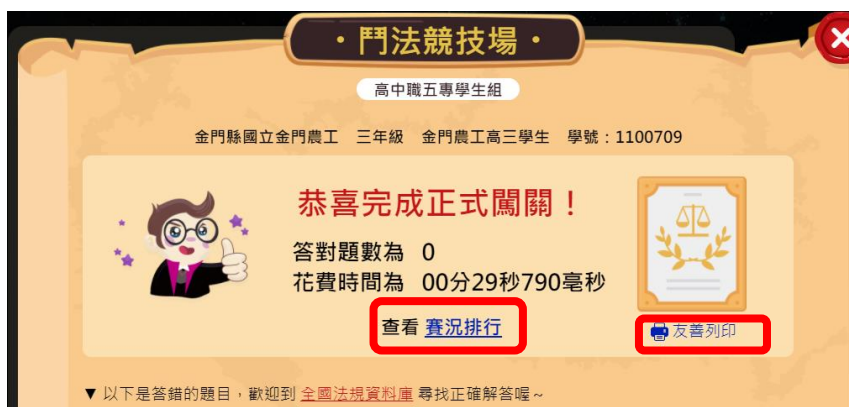 ・鬥法競技場・
高中職五專學生組
金門縣國立金門農工 三年級 金門農工高三學生 學號：1100709
恭喜完成正式闖關！
答對題數為 0
花費時間為 00分29秒790毫秒
查看 賽況排行
友善列印
▼ 以下是答錯的題目，歡迎到 全國法規資料庫 尋找正確解答喔～